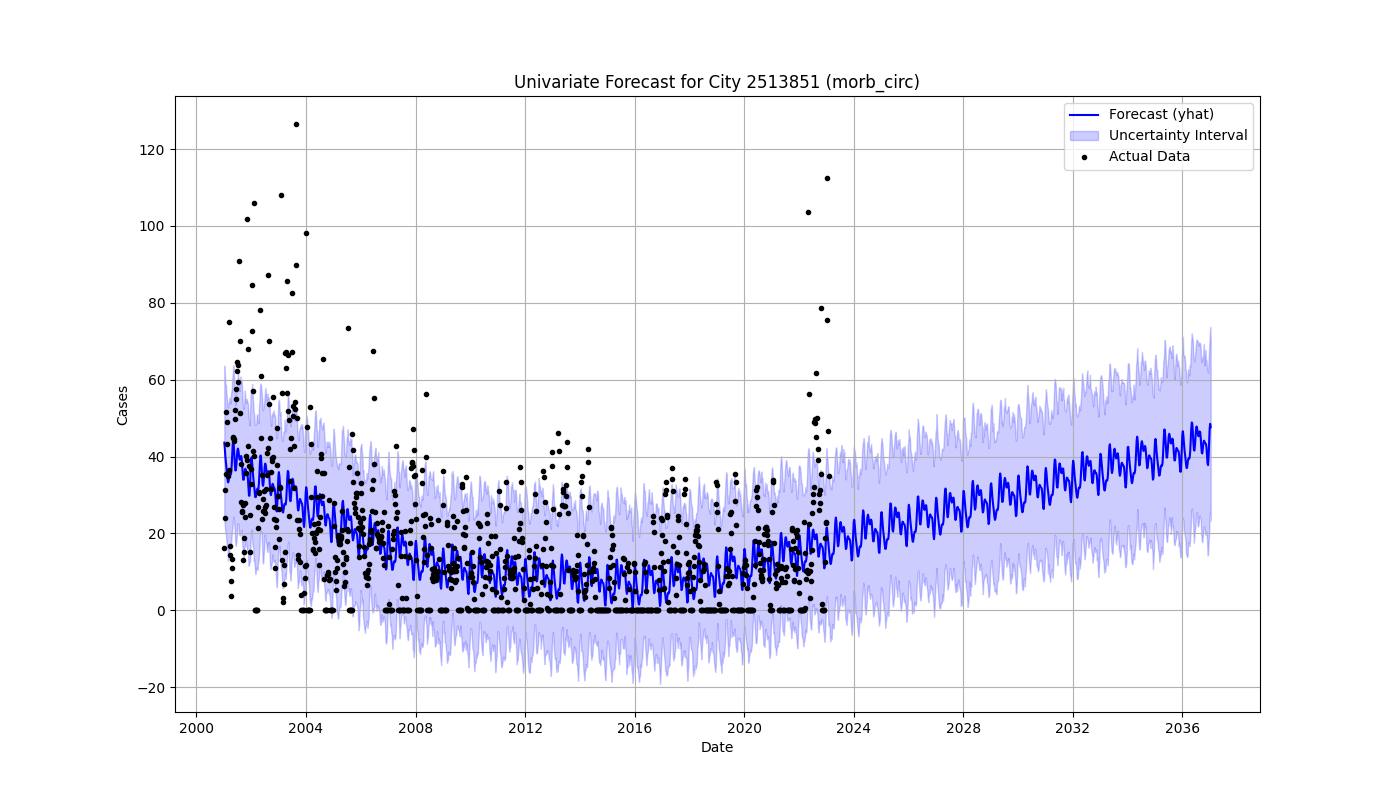 Univariate Forecast for City 2513851 (morb_circ)
Forecast (yhat)
Uncertainty Interval
Actual Data
Cases
120
100
80
60
40
20
0
−20
2000 2004 2008 2012 2016 2020 2024 2028 2032 2036
Date